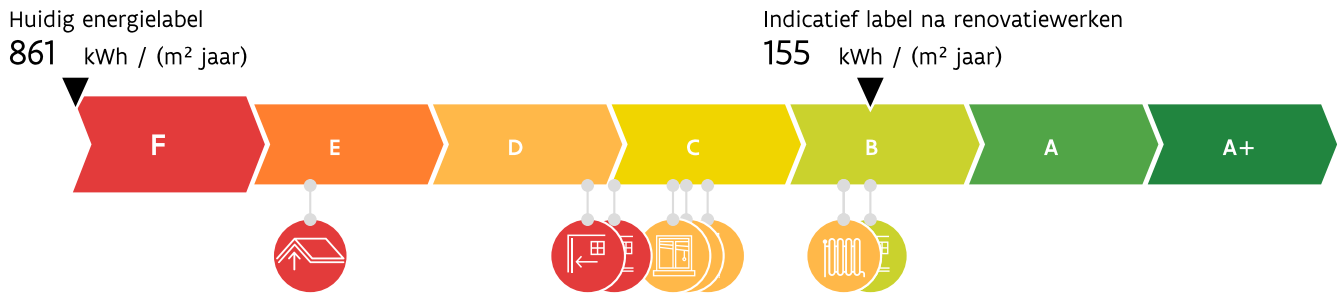 Huidig energielabel
861 kWh / (m² jaar)
Indicatief label na renovatiewerken
155 kWh / (m² jaar)
F E D C B A A+